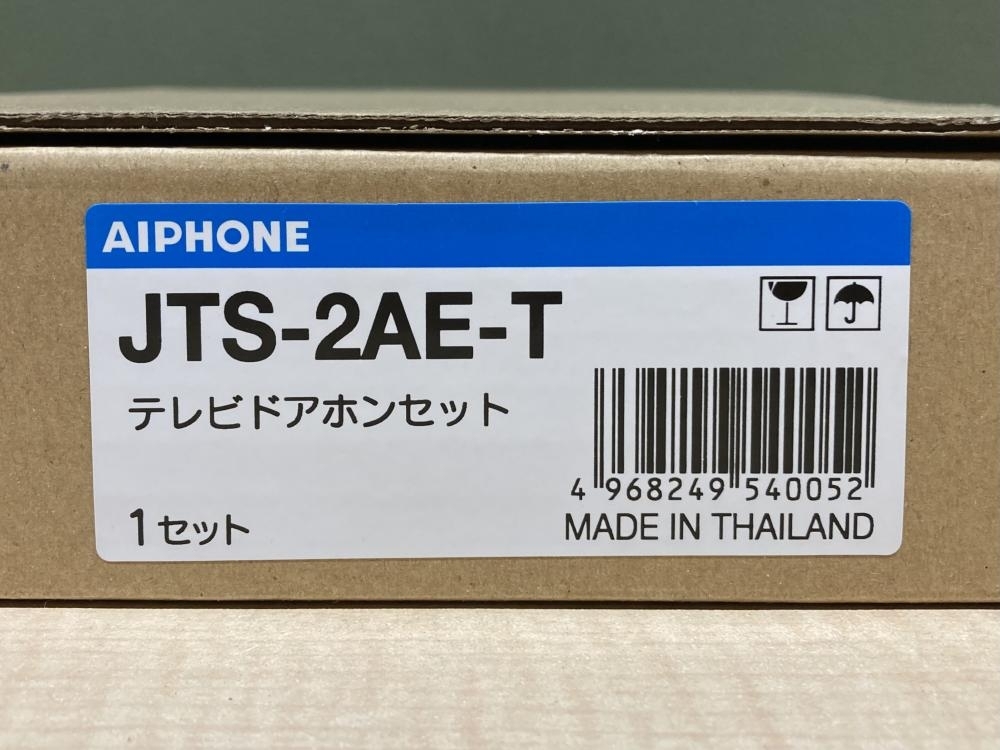 AIPHONE
JTS-2AE-T
テレビドアホンセット
4 968249 540052
1セット
MADE IN THAILAND